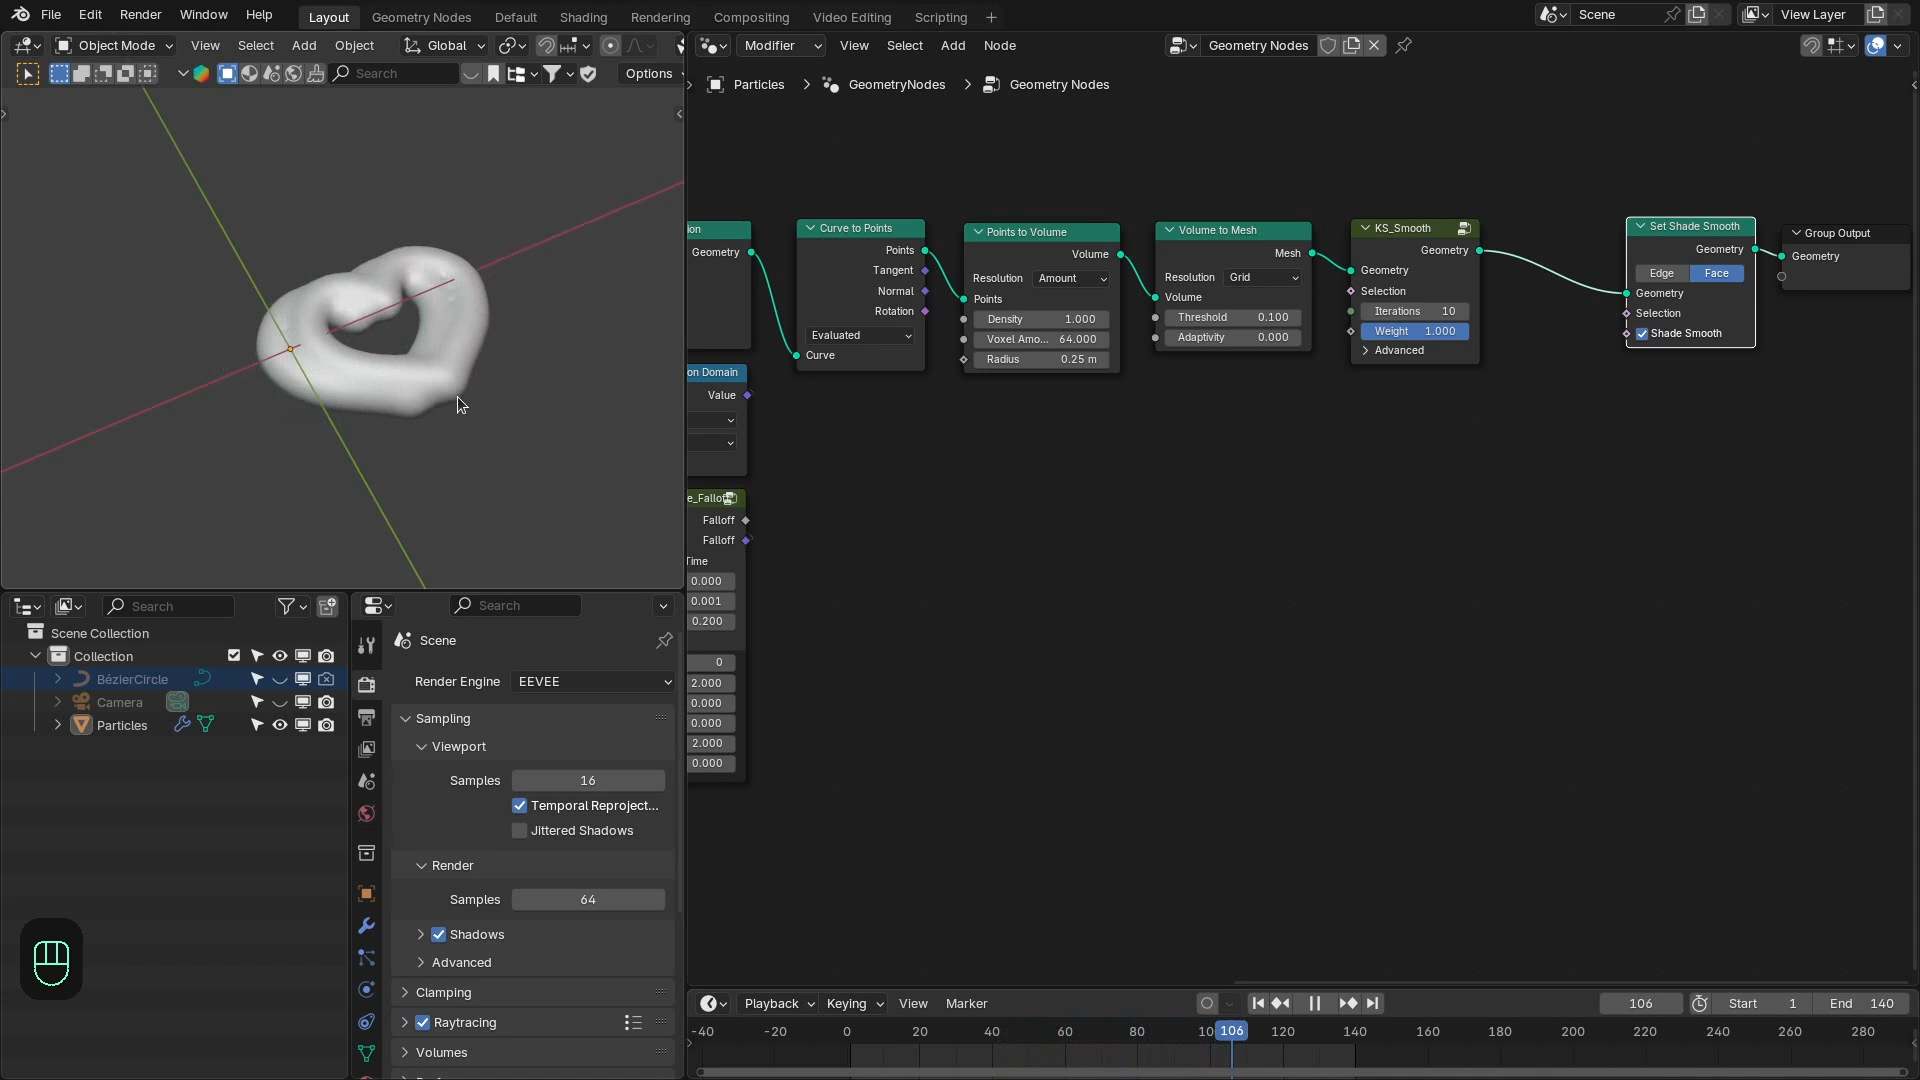 File Edit Render Window Help
Layout Geometry Nodes Default Shading Rendering Compositing Video Editing Scripting
Scene
View Layer
Object Mode View Select Add Object Global
Search Options
Modifier View Select Add Node
Geometry Nodes
Particles GeometryNodes Geometry Nodes
ion
Geometry
on Domain
Value
e_Fallof
Falloff
Falloff
Time
0.000
0.001
0.200
0
2.000
0.000
0.000
2.000
0.000
Curve to Points
Points
Tangent
Normal
Rotation
Evaluated
Curve
Points to Volume
Volume
Resolution Amount
Points
Density 1.000
Voxel Amo... 64.000
Radius 0.25 m
Volume to Mesh
Mesh
Resolution Grid
Volume
Threshold 0.100
Adaptivity 0.000
KS_Smooth
Geometry
Geometry
Selection
Iterations 10
Weight 1.000
Advanced
Set Shade Smooth
Geometry
Edge Face
Geometry
Selection
Shade Smooth
Group Output
Geometry
Search
Scene Collection
Collection
BézierCircle
Camera
Particles
Search
Scene
Render Engine EEVEE
Sampling
Viewport
Samples 16
Temporal Reproject...
Jittered Shadows
Render
Samples 64
Shadows
Advanced
Clamping
Raytracing
Volumes
Playback Keying View Marker
106 Start 1 End 140
-40 -20 0 20 40 60 80 10 106 120 140 160 180 200 220 240 260 280